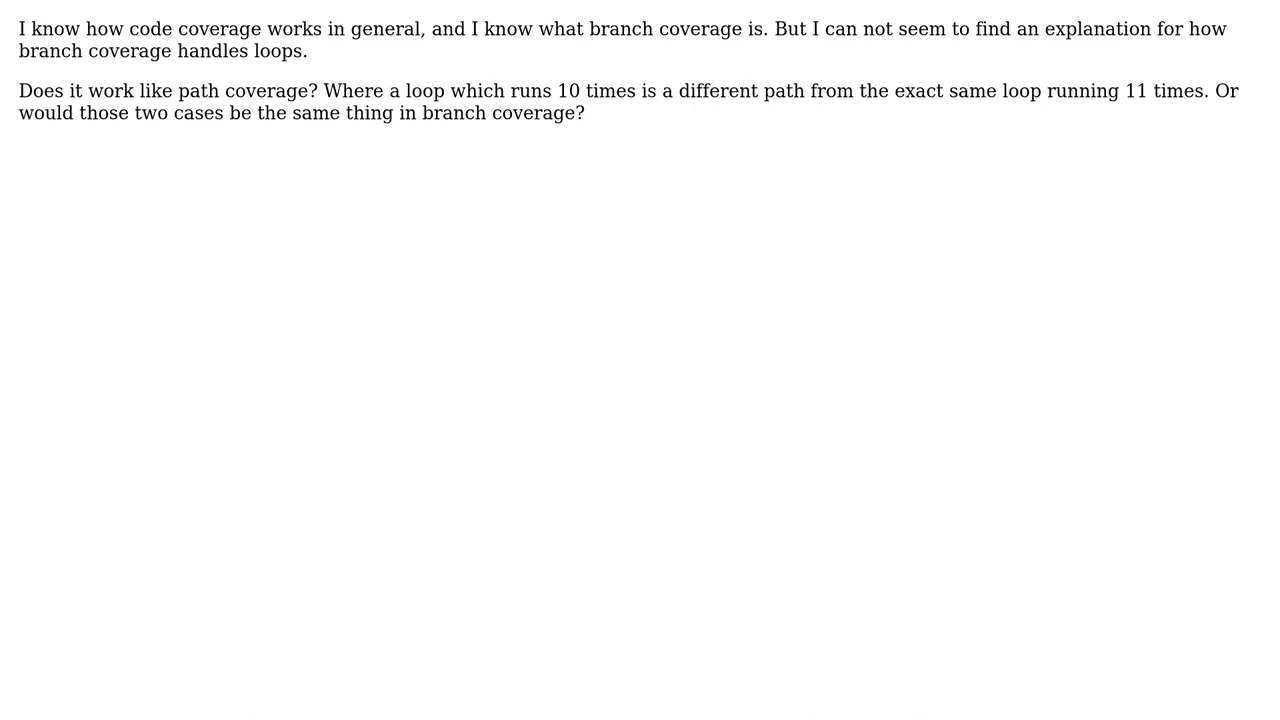 I know how code coverage works in general, and I know what branch coverage is. But I can not seem to find an explanation for how
branch coverage handles loops.
Does it work like path coverage? Where a loop which runs 10 times is a different path from the exact same loop running 11 times. Or
would those two cases be the same thing in branch coverage?